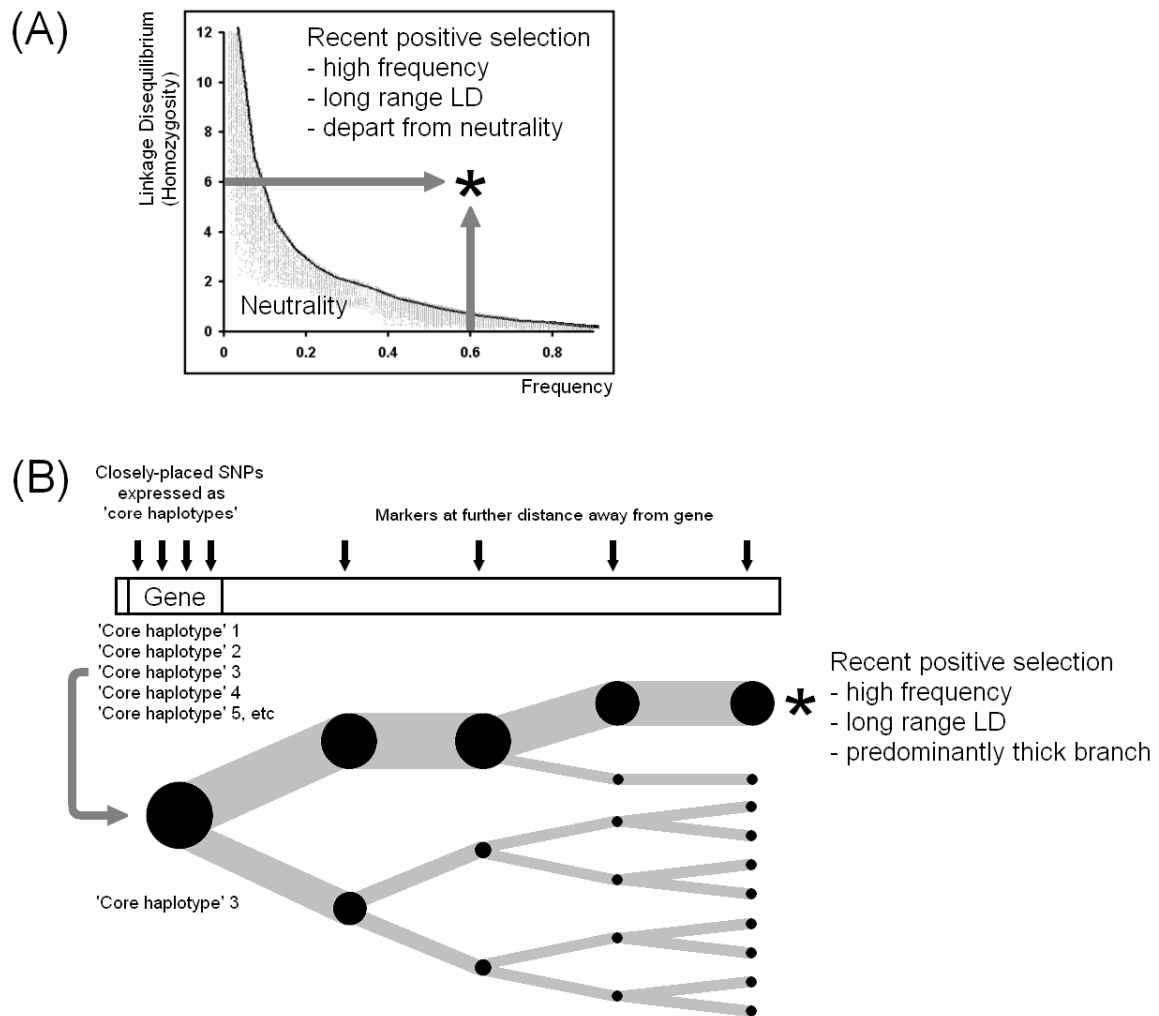 (A)
Linkage Disequilibrium
(Homozygosity)
12
10
8
6
4
2
0
Recent positive selection
- high frequency
- long range LD
- depart from neutrality
*
Neutrality
0
0.2
0.4
0.6
0.8
Frequency
(B)
Closely-placed SNPs
expressed as
'core haplotypes'
Markers at further distance away from gene
Gene
'Core haplotype' 1
'Core haplotype' 2
'Core haplotype' 3
'Core haplotype' 4
'Core haplotype' 5, etc
*
Recent positive selection
- high frequency
- long range LD
- predominantly thick branch
'Core haplotype' 3